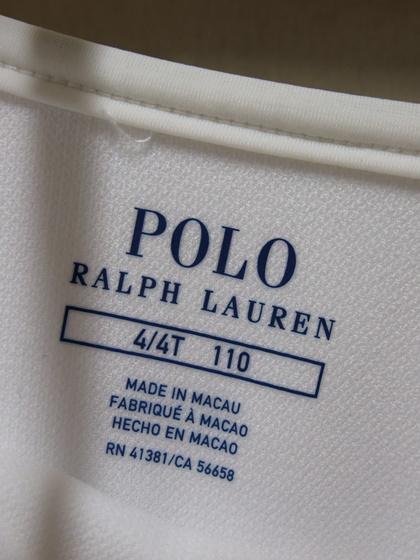 POLO
RALPH LAUREN
4/4T 110
MADE IN MACAU
FABRIQUÉ À MACAO
HECHO EN MACAO
RN 41381/CA 56658